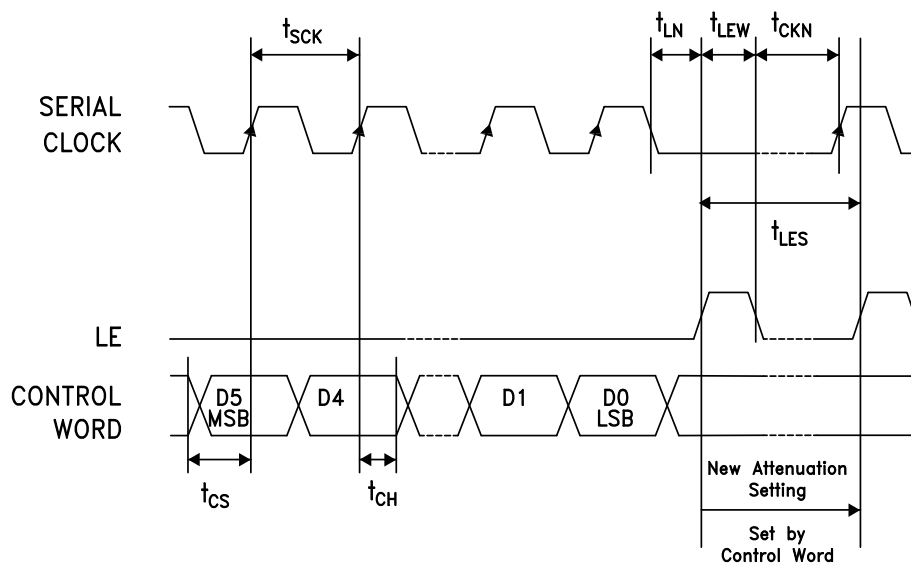 tSCK
tLN
tLEW
tCKN
SERIAL
CLOCK
tLES
LE
CONTROL
WORD
D5
MSB
D4
D1
D0
LSB
tCS
tCH
New Attenuation
Setting
Set by
Control Word